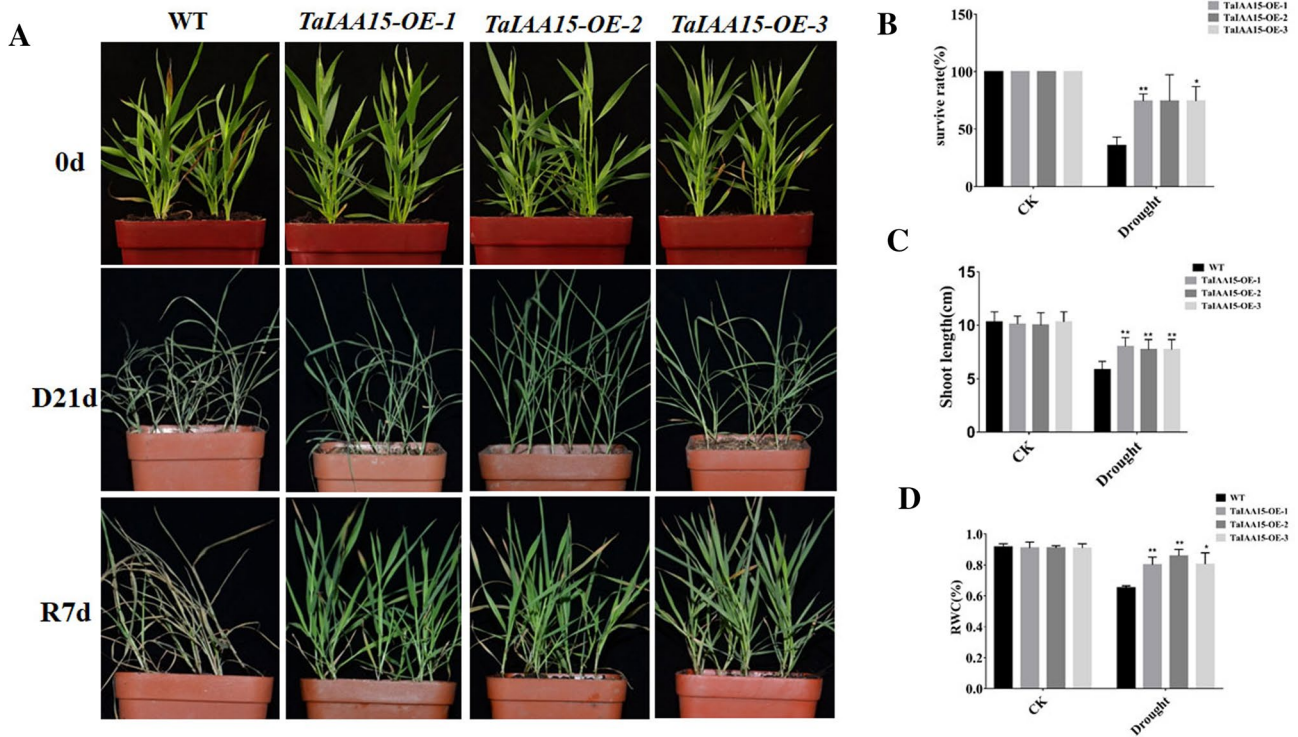 A
WT
TaIAA15-OE-1
TaIAA15-OE-2
TaIAA15-OE-3
0d
D21d
R7d
B
TaIAA15-OE-1
TaIAA15-OE-2
TaIAA15-OE-3
survive rate(%)
150
100
50
0
**
*
CK
Drought
C
WT
TaIAA15-OE-1
TaIAA15-OE-2
TaIAA15-OE-3
Shoot length(cm)
15
10
5
0
**
**
**
CK
Drought
D
WT
TaIAA15-OE-1
TaIAA15-OE-2
TaIAA15-OE-3
RWC(%)
1.0
0.8
0.6
0.4
0.2
0.0
**
**
*
CK
Drought